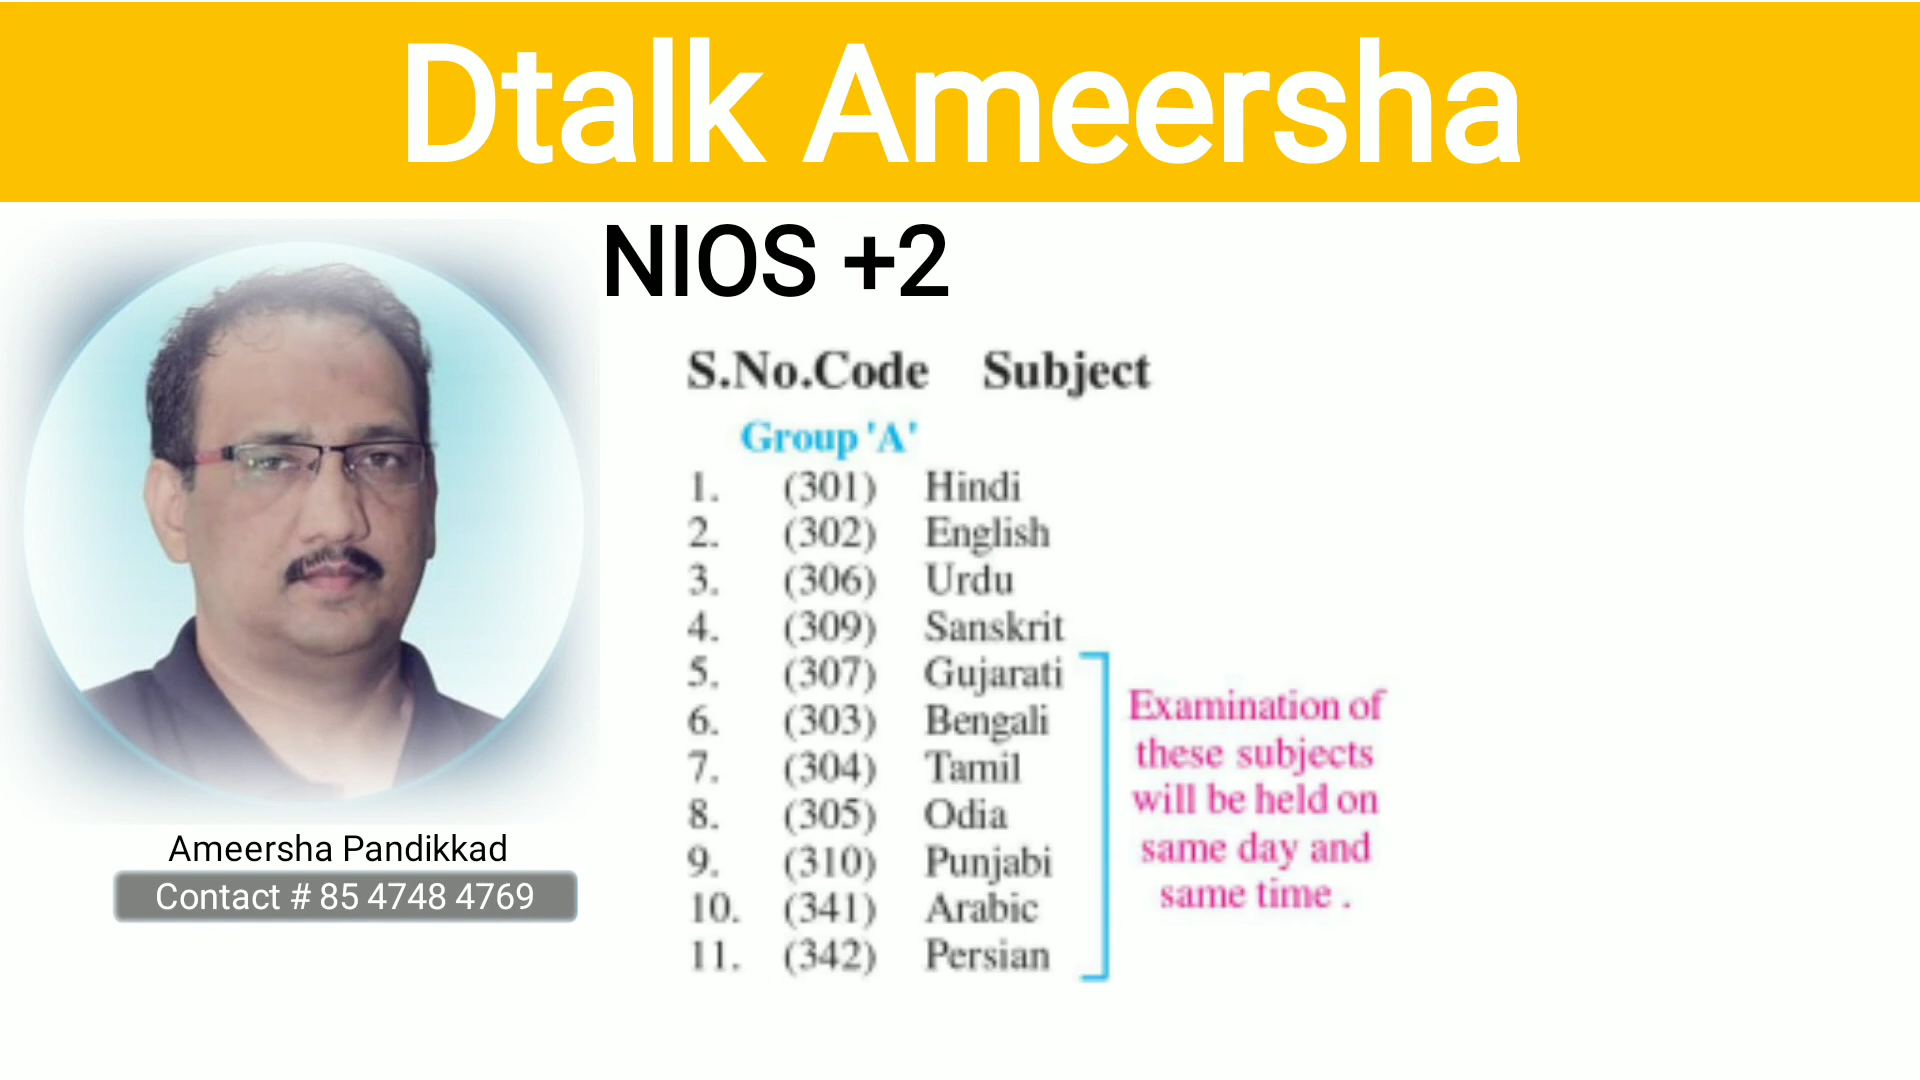 Dtalk Ameersha
NIOS +2
S.No.Code Subject
Group 'A'
1. (301) Hindi
2. (302) English
3. (306) Urdu
4. (309) Sanskrit
5. (307) Gujarati
6. (303) Bengali
7. (304) Tamil
8. (305) Odia
9. (310) Punjabi
10. (341) Arabic
11. (342) Persian
Examination of
these subjects
will be held on
same day and
same time .
Ameersha Pandikkad
Contact # 85 4748 4769